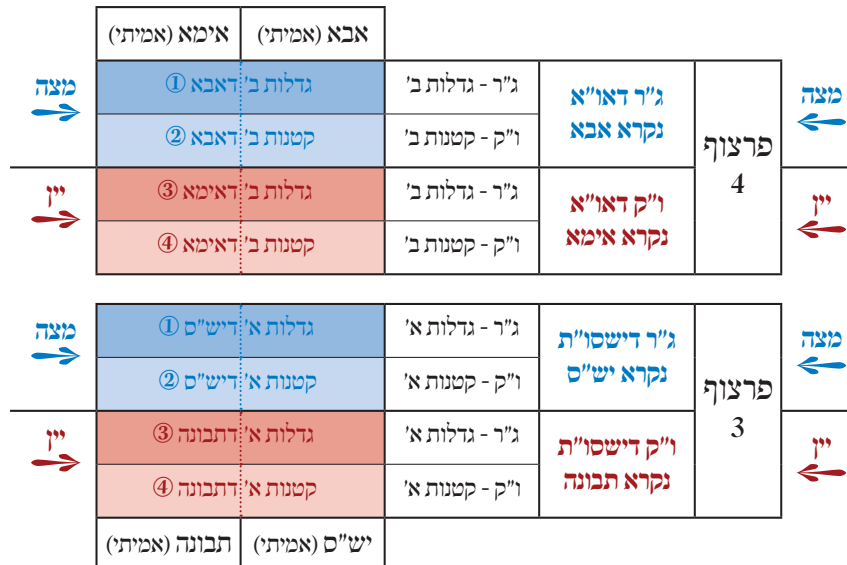 אבא (אמיתי) אימא (אמיתי)
מצה ג"ר דאו"א ג"ר - גדלות ב' גדלות ב' דאבא ① מצה
נקרא אבא ו"ק - קטנות ב' קטנות ב' דאבא ②
פרצוף
4
יין ו"ק דאו"א ג"ר - גדלות ב' גדלות ב' דאימא ③ יין
נקרא אימא ו"ק - קטנות ב' קטנות ב' דאימא ④
מצה ג"ר דישסו"ת ג"ר - גדלות א' גדלות א' דיש"ס ① מצה
נקרא יש"ס ו"ק - קטנות א' קטנות א' דיש"ס ②
פרצוף
3
יין ו"ק דישסו"ת ג"ר - גדלות א' גדלות א' דתבונה ③ יין
נקרא תבונה ו"ק - קטנות א' קטנות א' דתבונה ④
יש"ס (אמיתי) תבונה (אמיתי)